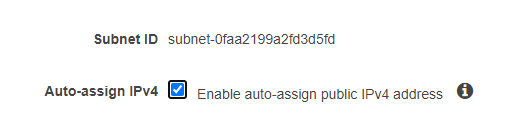 Subnet ID subnet-0faa2199a2fd3d5fd
Auto-assign IPv4 Enable auto-assign public IPv4 address